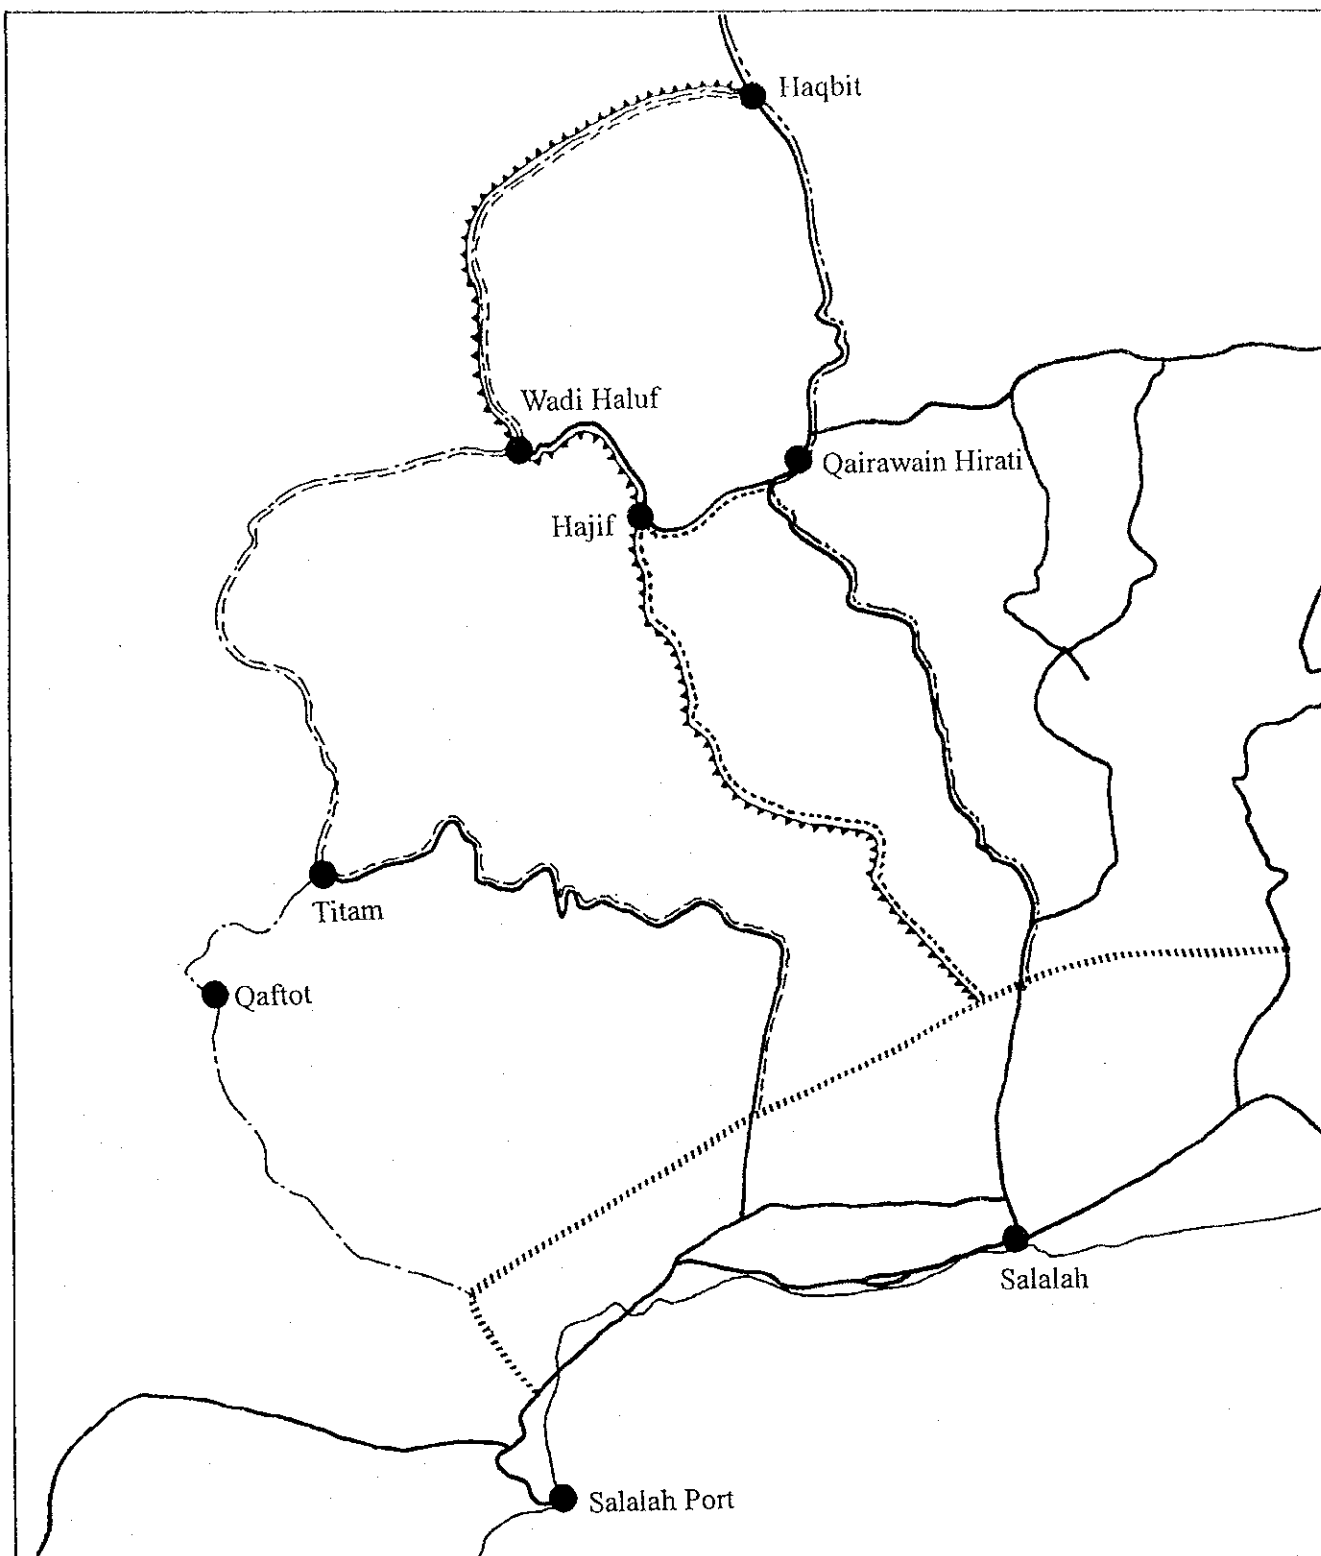 Haqbit
Wadi Haluf
Qairawain Hirati
Hajif
Titam
Qaftot
Salalah
Salalah Port